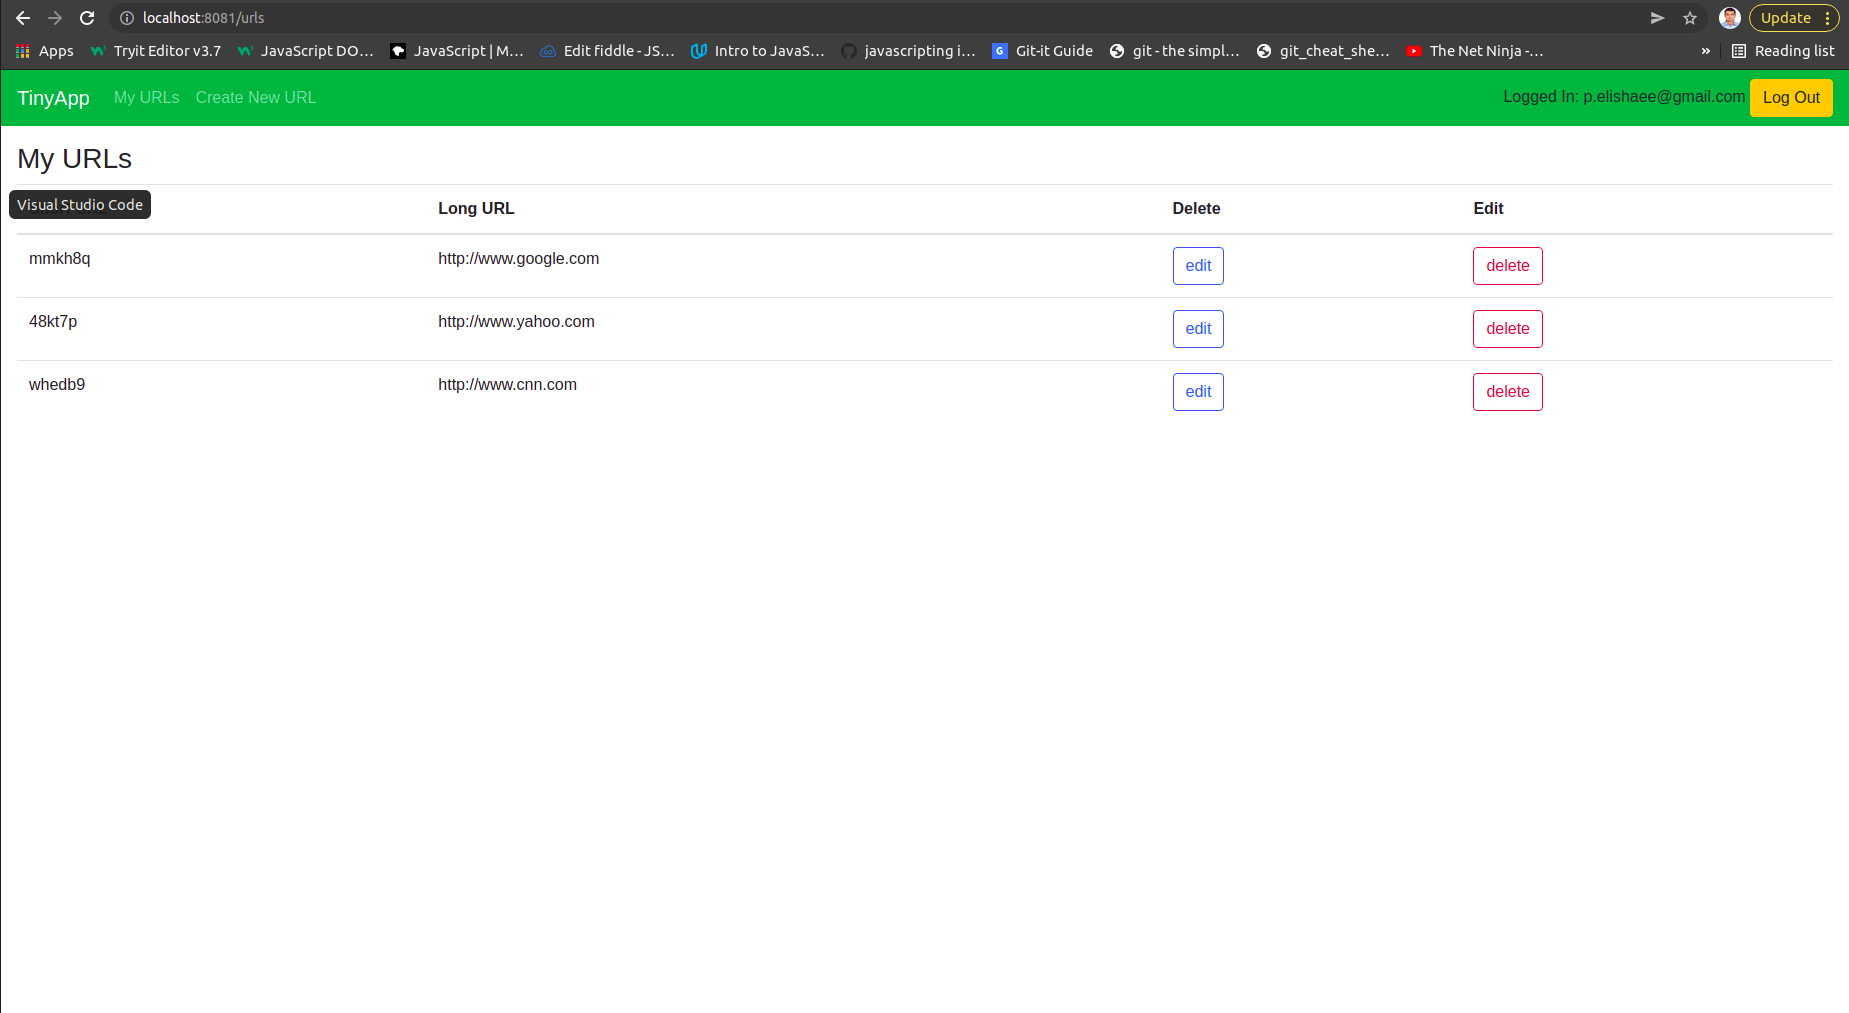 localhost:8081/urls
Update
Apps Tryit Editor v3.7 JavaScript DO... JavaScript | M... Edit fiddle - JS... Intro to JavaS... javascripting i... Git-it Guide git - the simpl... git_cheat_she... The Net Ninja -... » Reading list
TinyApp My URLs Create New URL Logged In: p.elishaee@gmail.com Log Out
My URLs
Visual Studio Code Long URL Delete Edit
mmkh8q http://www.google.com edit delete
48kt7p http://www.yahoo.com edit delete
whedb9 http://www.cnn.com edit delete